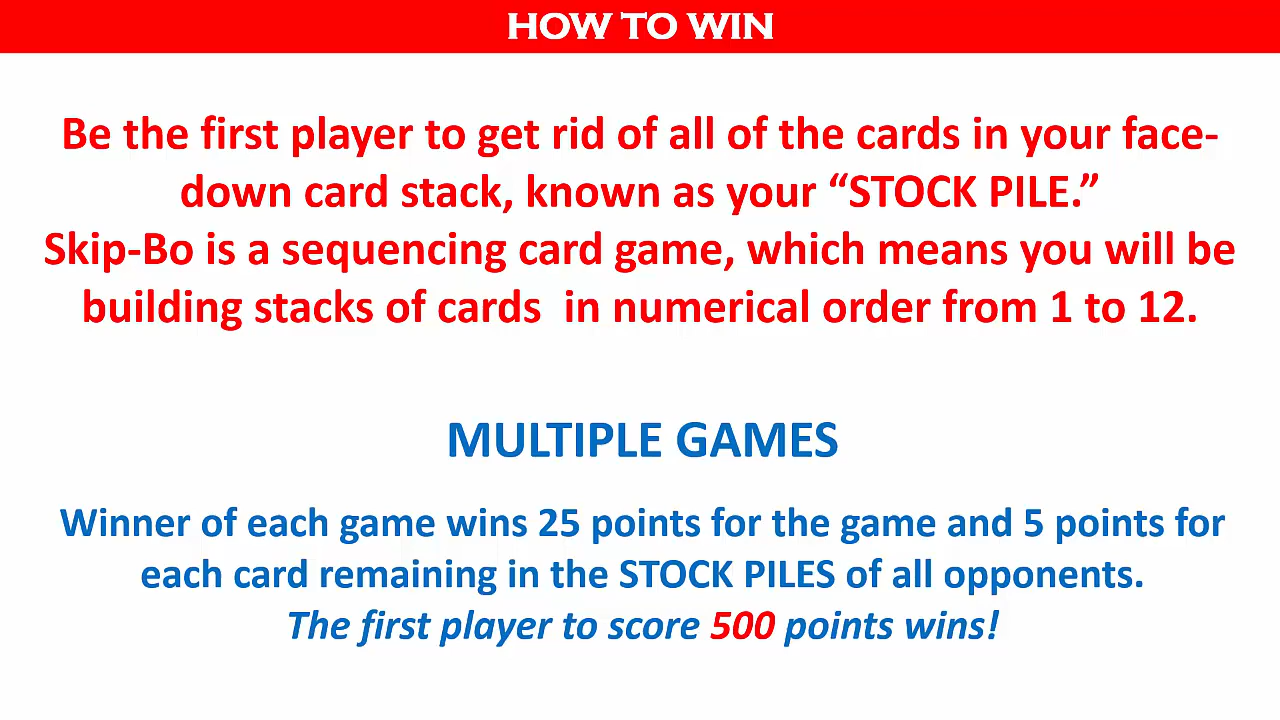 HOW TO WIN
Be the first player to get rid of all of the cards in your face-
down card stack, known as your “STOCK PILE.”
Skip-Bo is a sequencing card game, which means you will be
building stacks of cards  in numerical order from 1 to 12.
MULTIPLE GAMES
Winner of each game wins 25 points for the game and 5 points for
each card remaining in the STOCK PILES of all opponents.
The first player to score 500 points wins!